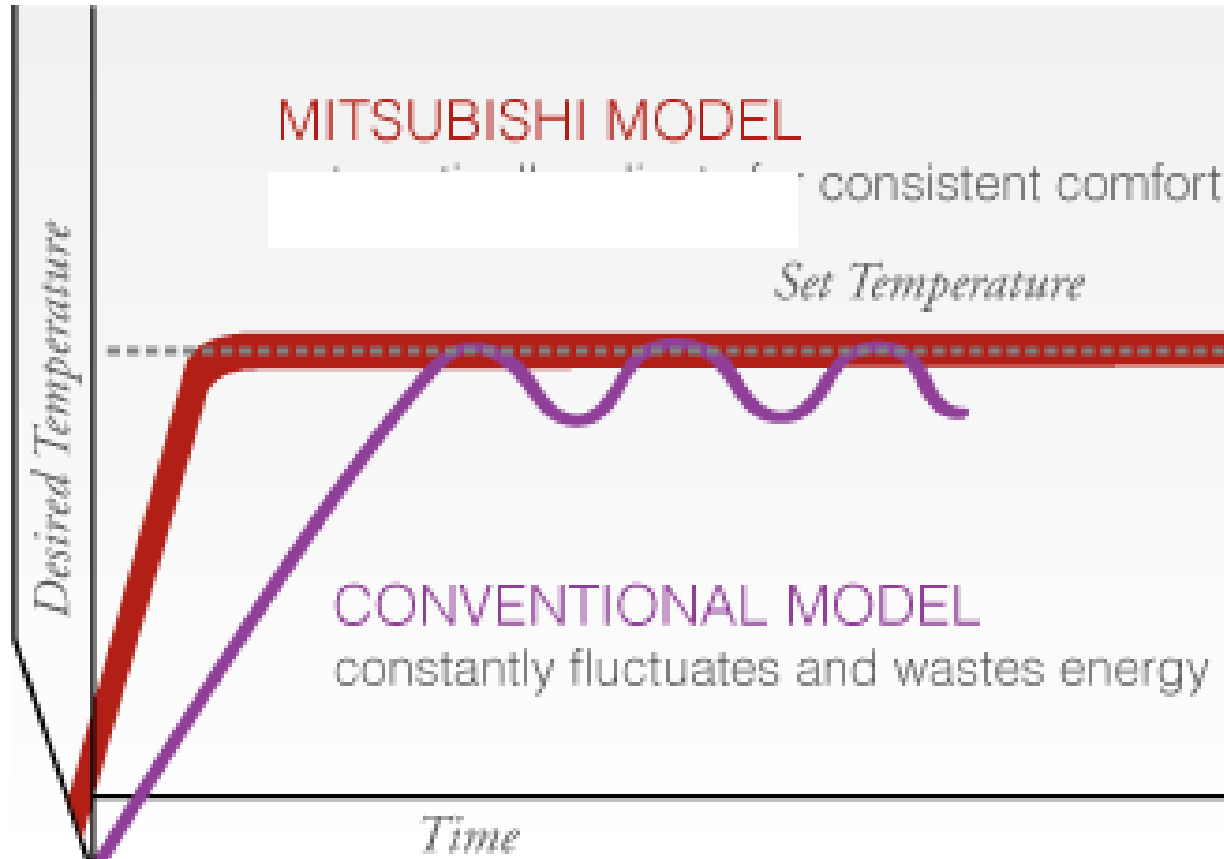 MITSUBISHI MODEL
consistent comfort
Set Temperature
Desired Temperature
CONVENTIONAL MODEL
constantly fluctuates and wastes energy
Time